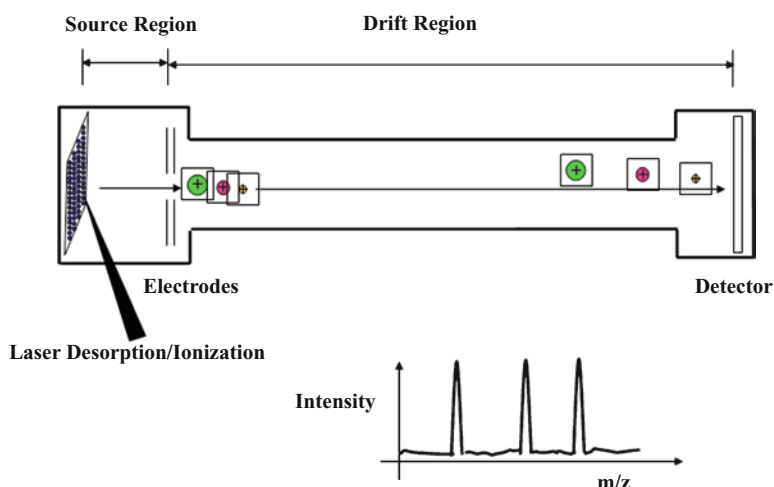 Source Region
Drift Region
Electrodes
Detector
Laser Desorption/Ionization
Intensity
m/z